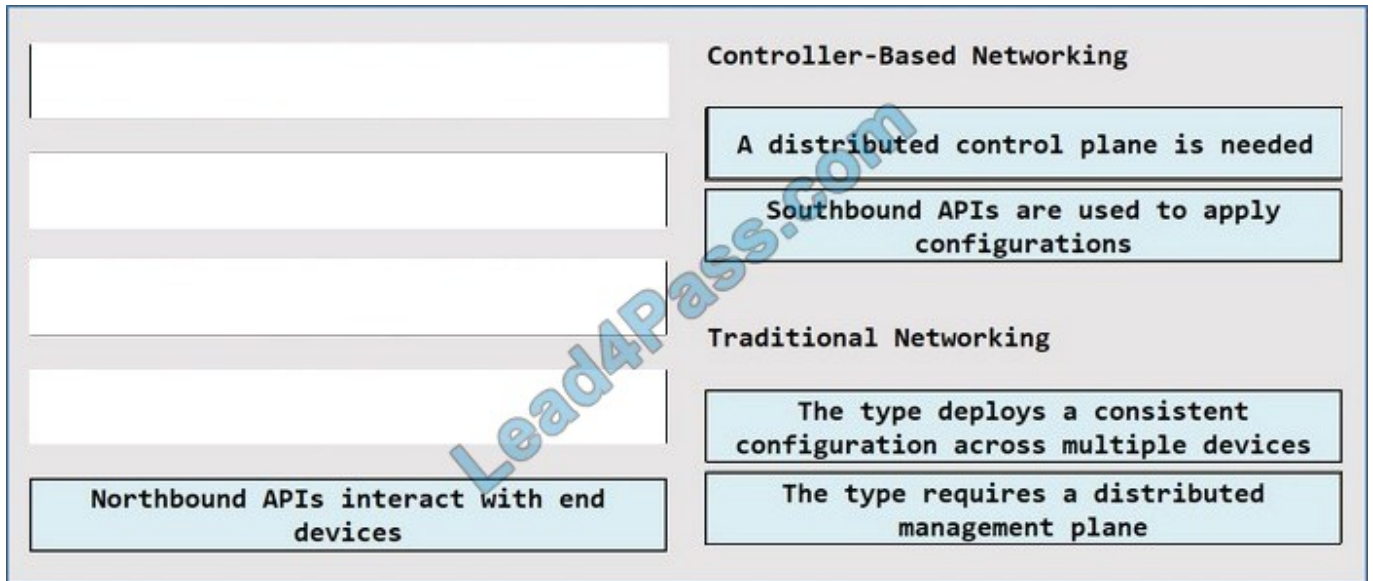 Controller-Based Networking
A distributed control plane is needed
Southbound APIs are used to apply
configurations
Traditional Networking
The type deploys a consistent
configuration across multiple devices
The type requires a distributed
management plane
Northbound APIs interact with end
devices
Lead4Pass.com